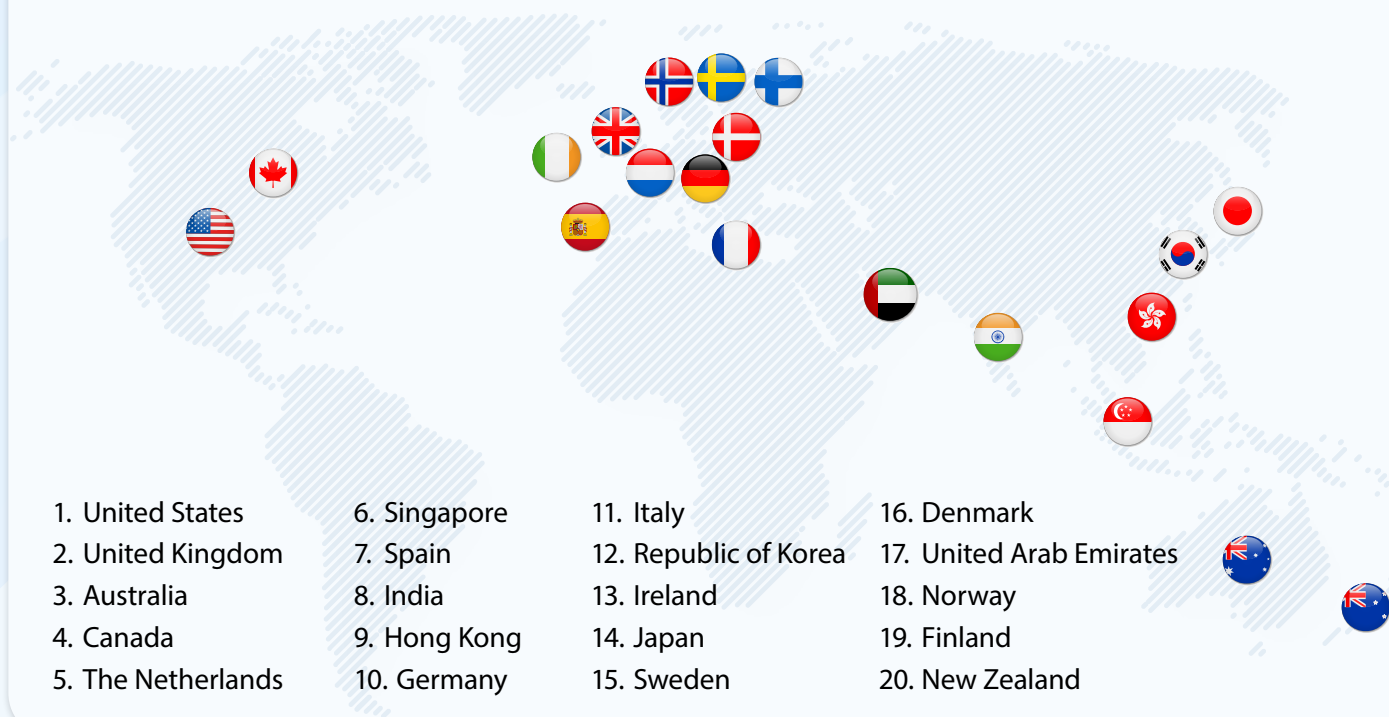 1. United States
2. United Kingdom
3. Australia
4. Canada
5. The Netherlands
6. Singapore
7. Spain
8. India
9. Hong Kong
10. Germany
11. Italy
12. Republic of Korea
13. Ireland
14. Japan
15. Sweden
16. Denmark
17. United Arab Emirates
18. Norway
19. Finland
20. New Zealand